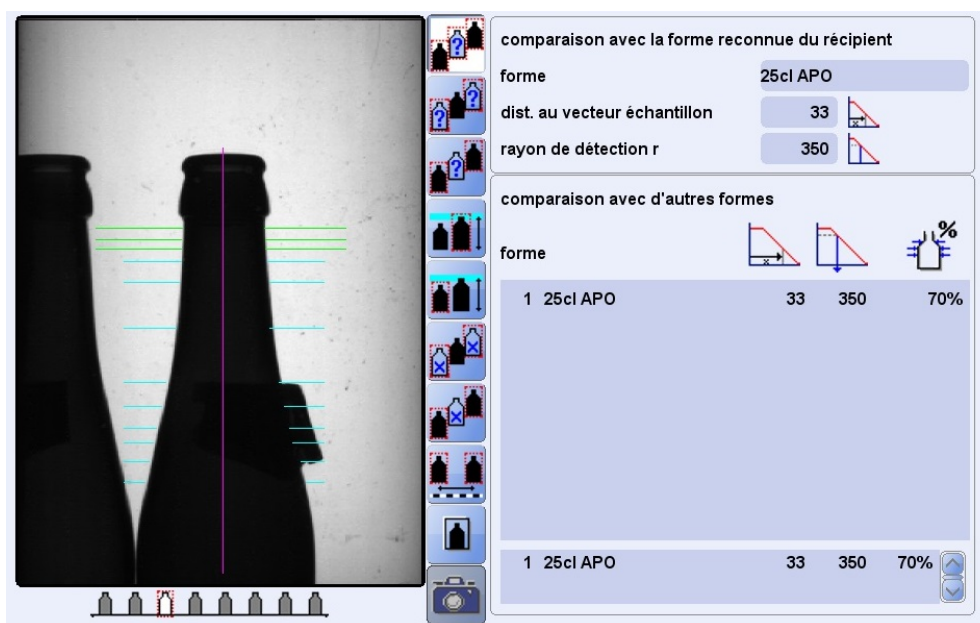 comparaison avec la forme reconnue du récipient
forme 25cl APO
dist. au vecteur échantillon 33
rayon de détection r 350
comparaison avec d'autres formes
forme %
1 25cl APO 33 350 70%
1 25cl APO 33 350 70%